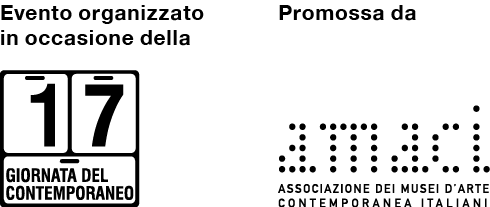 Evento organizzato
in occasione della
17
GIORNATA DEL
CONTEMPORANEO
Promossa da
amaci
ASSOCIAZIONE DEI MUSEI D'ARTE
CONTEMPORANEA ITALIANI